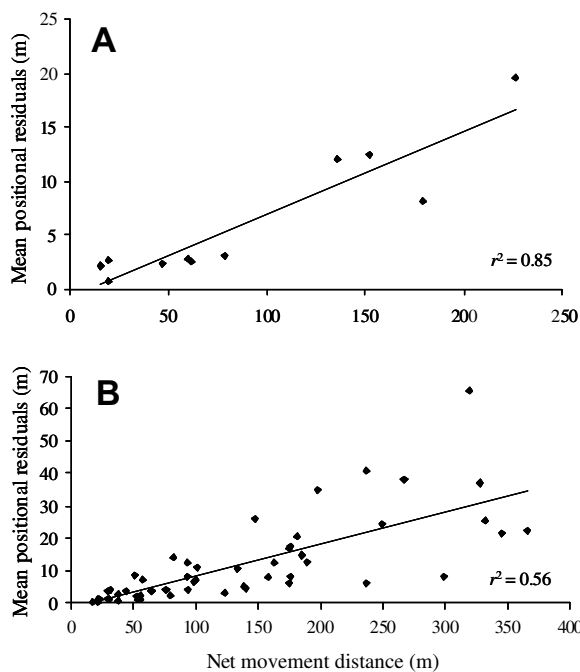 A
Mean positional residuals (m)
25
20
15
10
5
0
0 50 100 150 200 250
r² = 0.85
B
Mean positional residuals (m)
70
60
50
40
30
20
10
0
0 50 100 150 200 250 300 350 400
r² = 0.56
Net movement distance (m)